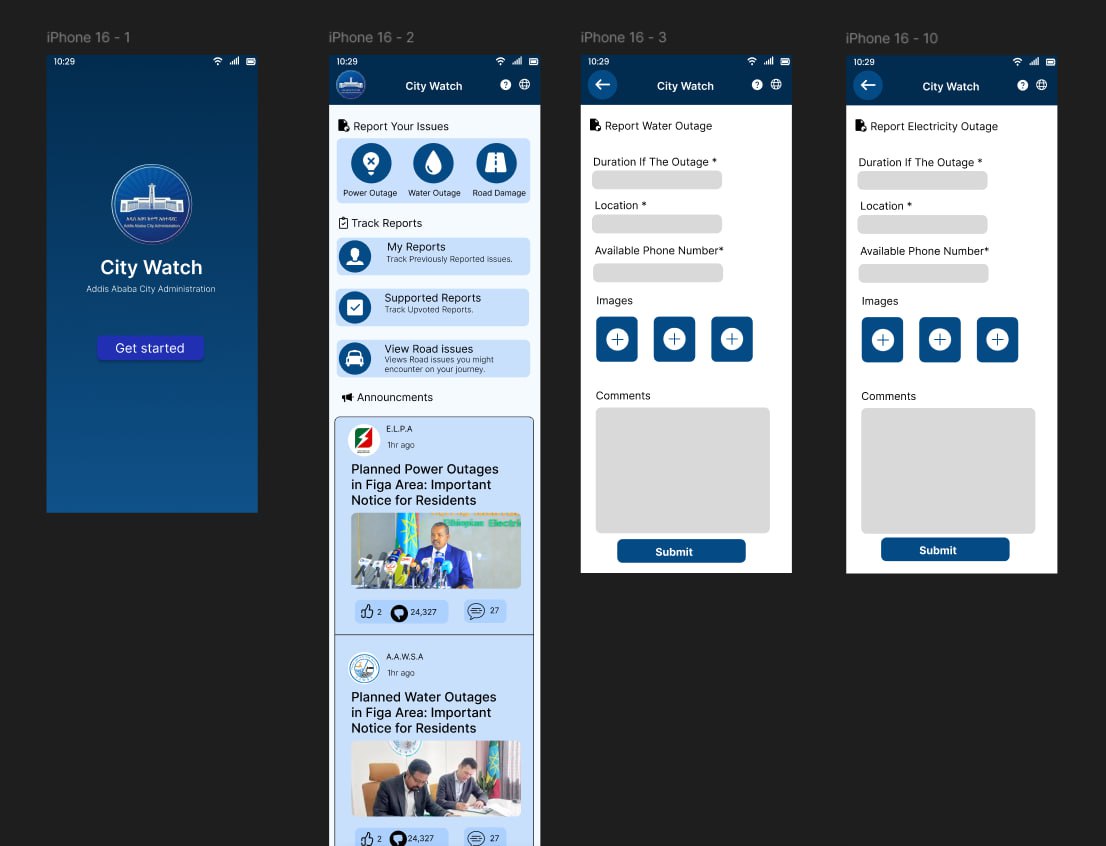 iPhone 16 - 1
10:29
አዲስ አበባ ከተማ አስተዳደር
Addis Ababa City Administration
City Watch
Addis Ababa City Administration
Get started
iPhone 16 - 2
10:29
City Watch
Report Your Issues
Power Outage
Water Outage
Road Damage
Track Reports
My Reports
Track Previously Reported issues.
Supported Reports
Track Upvoted Reports.
View Road issues
Views Road issues you might
encounter on your journey.
Announcments
E.L.P.A
1hr ago
Planned Power Outages
in Figa Area: Important
Notice for Residents
Ethiopian Electric
2
24,327
27
A.A.W.S.A
1hr ago
Planned Water Outages
in Figa Area: Important
Notice for Residents
2
24,327
27
iPhone 16 - 3
10:29
City Watch
Report Water Outage
Duration If The Outage *
Location *
Available Phone Number*
Images
Comments
Submit
iPhone 16 - 10
10:29
City Watch
Report Electricity Outage
Duration If The Outage *
Location *
Available Phone Number*
Images
Comments
Submit